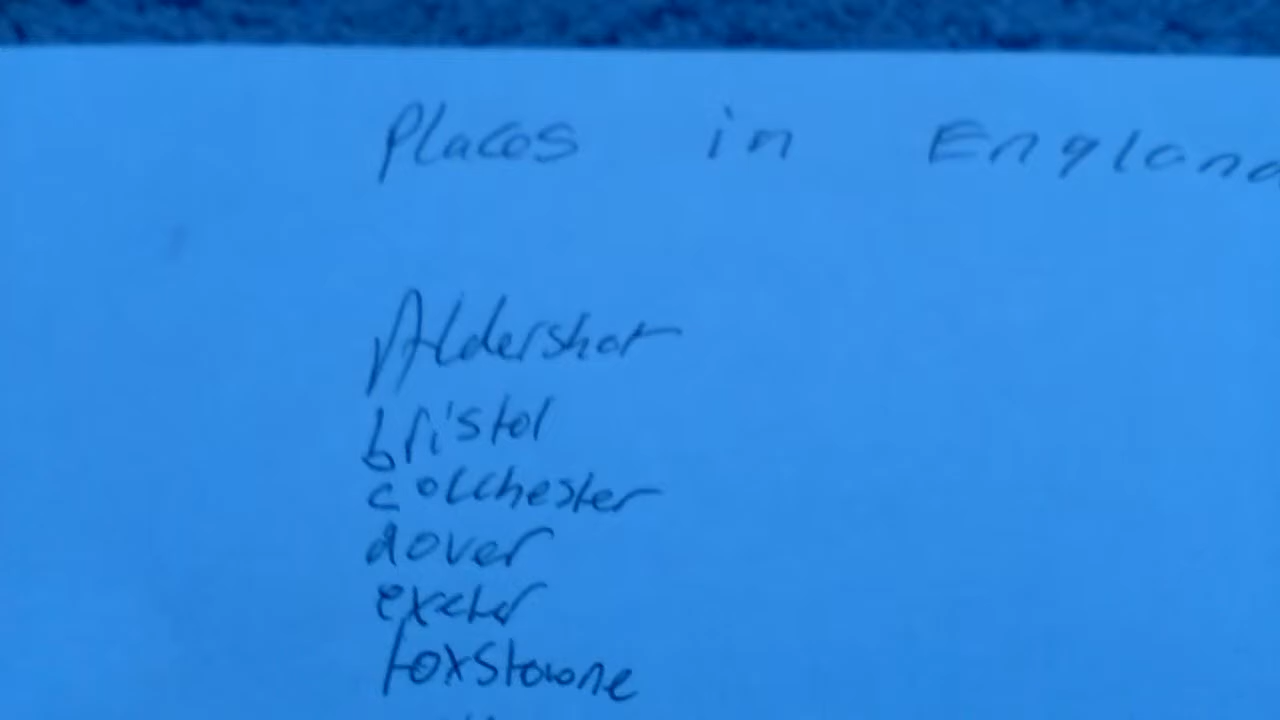 Places in England
Aldershot
bristol
colchester
dover
exeter
foxstowne